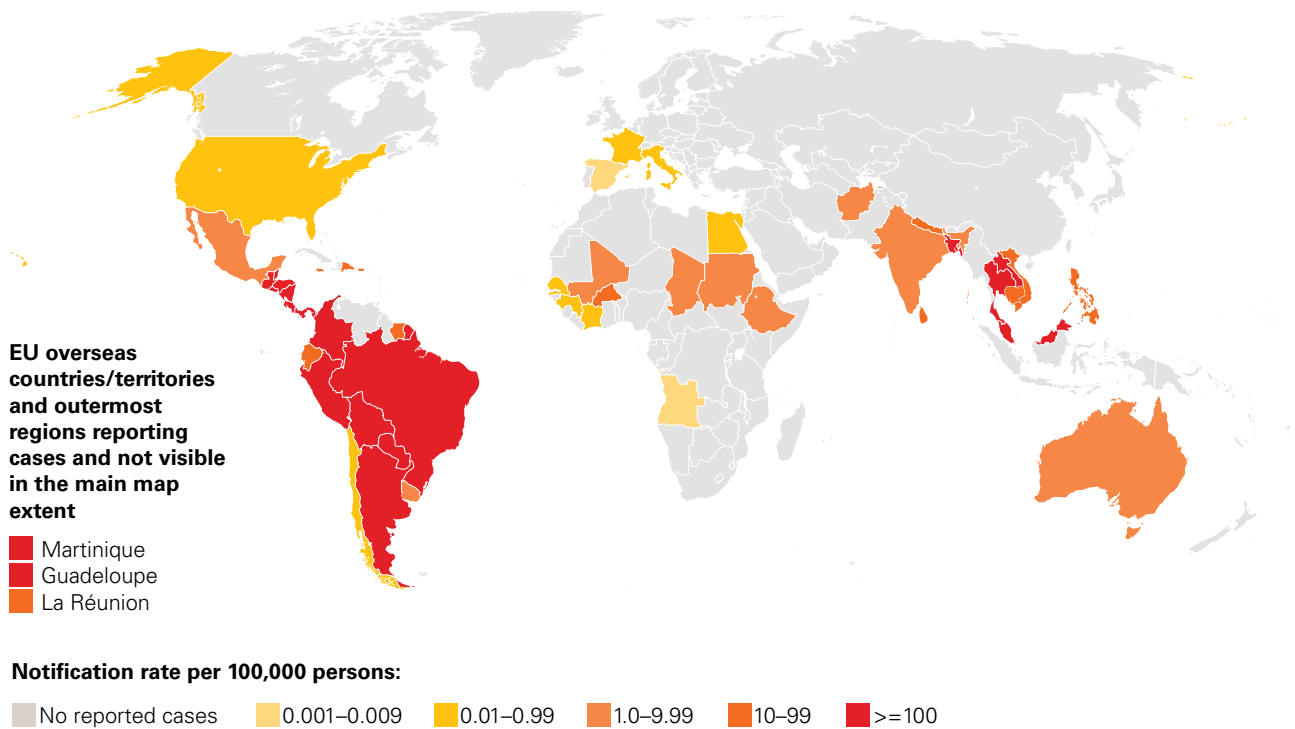 EU overseas
countries/territories
and outermost
regions reporting
cases and not visible
in the main map
extent
Martinique
Guadeloupe
La Réunion
Notification rate per 100,000 persons:
No reported cases 0.001–0.009 0.01–0.99 1.0–9.99 10–99 >=100